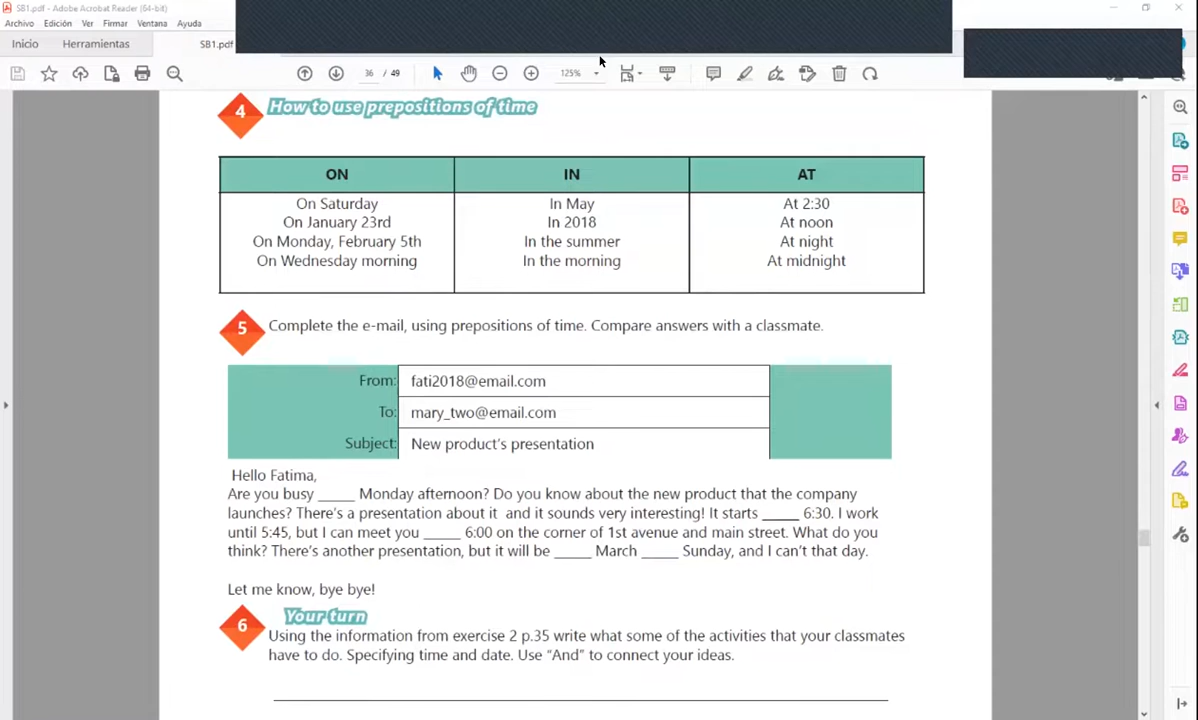 SB1.pdf - Adobe Acrobat Reader (64-bit)
Archivo Edición Ver Firmar Ventana Ayuda
Inicio Herramientas SB1.pdf
36 / 49 125%
4 How to use prepositions of time
ON IN AT
On Saturday In May At 2:30
On January 23rd In 2018 At noon
On Monday, February 5th In the summer At night
On Wednesday morning In the morning At midnight
5 Complete the e-mail, using prepositions of time. Compare answers with a classmate.
From: fati2018@email.com
To: mary_two@email.com
Subject: New product's presentation
Hello Fatima,
Are you busy _____ Monday afternoon? Do you know about the new product that the company
launches? There's a presentation about it and it sounds very interesting! It starts _____ 6:30. I work
until 5:45, but I can meet you _____ 6:00 on the corner of 1st avenue and main street. What do you
think? There's another presentation, but it will be _____ March _____ Sunday, and I can't that day.
Let me know, bye bye!
6 Your turn
Using the information from exercise 2 p.35 write what some of the activities that your classmates
have to do. Specifying time and date. Use "And" to connect your ideas.